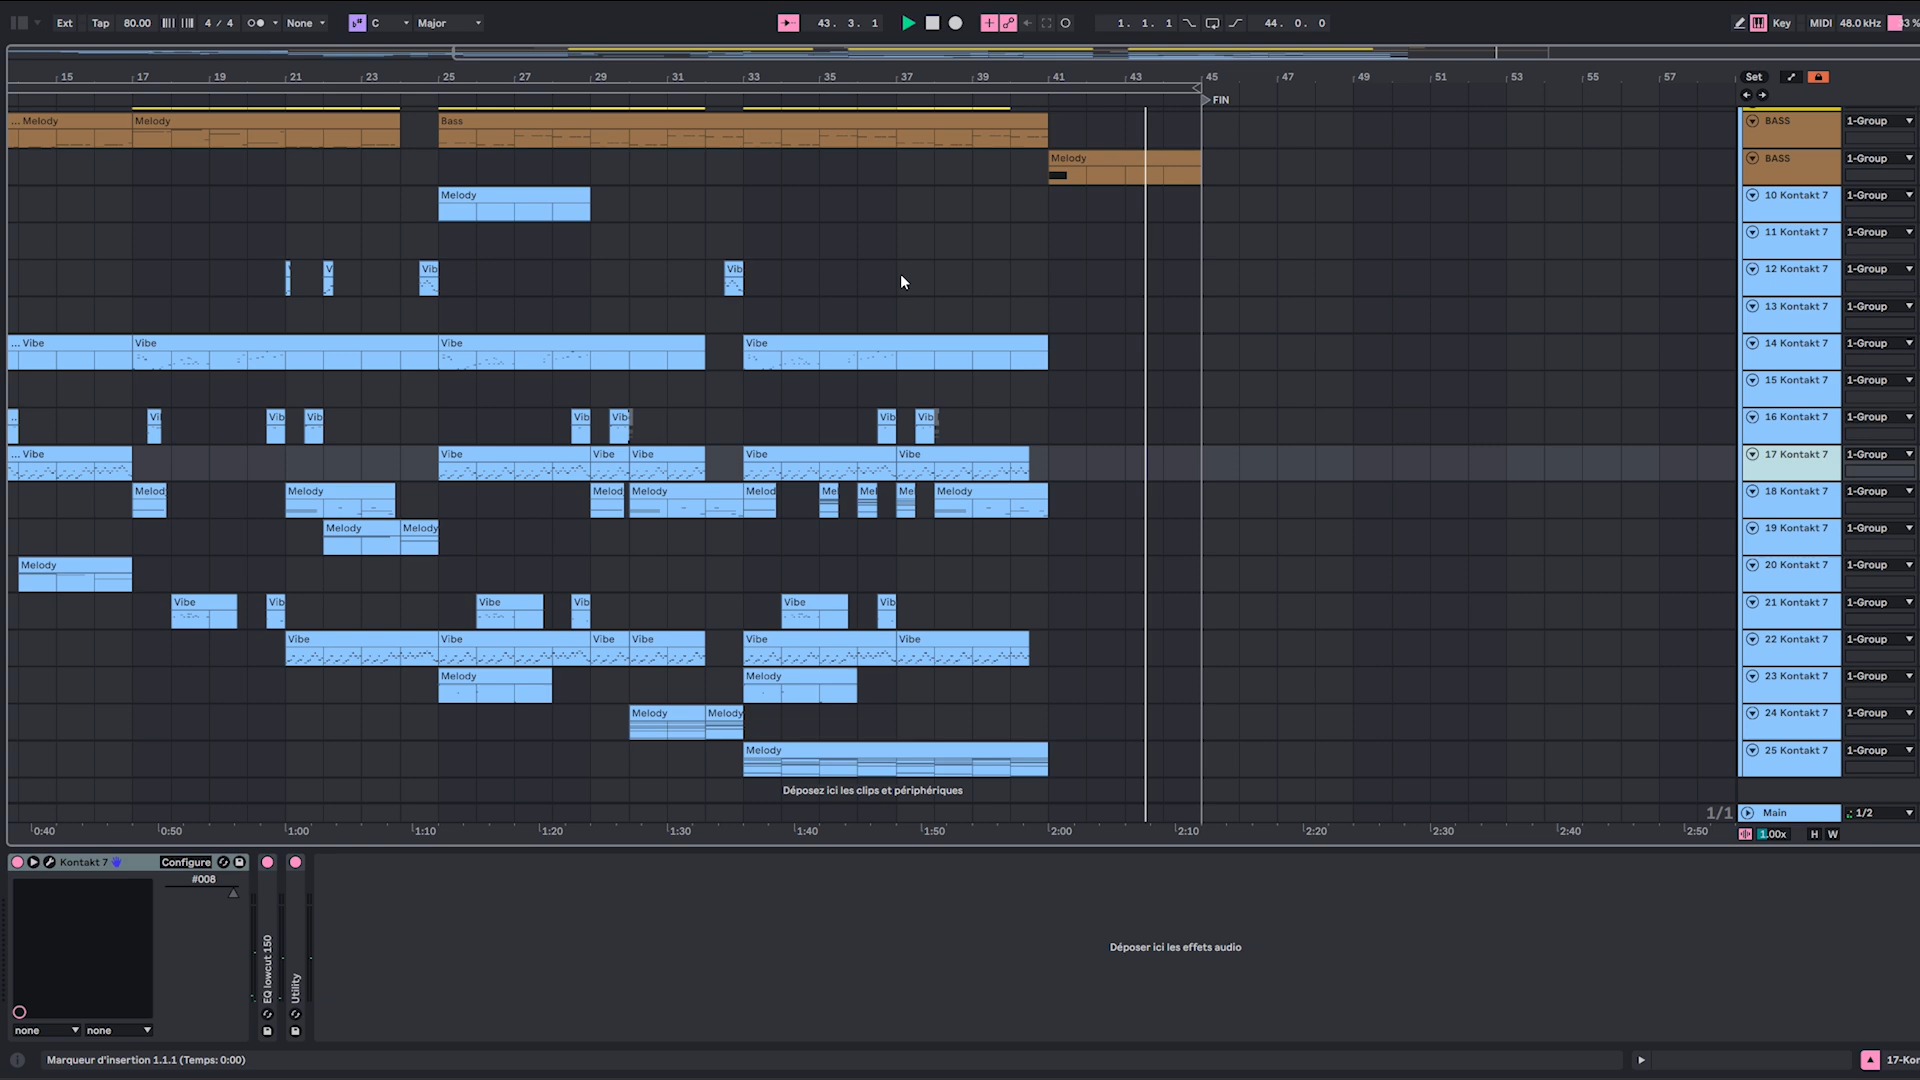 Ext Tap 80.00 4 / 4 None C Major 43. 3. 1 1. 1. 1 44. 0. 0 Key MIDI 48.0 kHz
15 17 19 21 23 25 27 29 31 33 35 37 39 41 43 45 47 49 51 53 55 57 Set
FIN
... Melody Melody Bass BASS 1-Group
Melody BASS 1-Group
Melody 10 Kontakt 7 1-Group
11 Kontakt 7 1-Group
V Vib Vib 12 Kontakt 7 1-Group
13 Kontakt 7 1-Group
... Vibe Vibe Vibe Vibe 14 Kontakt 7 1-Group
15 Kontakt 7 1-Group
.. Vi Vib Vib Vib Vib Vib Vib 16 Kontakt 7 1-Group
... Vibe Vibe Vibe Vibe Vibe Vibe 17 Kontakt 7 1-Group
Melod Melody Melod Melody Melod Mel Mel Me Melody 18 Kontakt 7 1-Group
Melody Melody 19 Kontakt 7 1-Group
Melody 20 Kontakt 7 1-Group
Vibe Vib Vibe Vib Vibe Vib 21 Kontakt 7 1-Group
Vibe Vibe Vibe Vibe Vibe Vibe 22 Kontakt 7 1-Group
Melody Melody 23 Kontakt 7 1-Group
Melody Melody 24 Kontakt 7 1-Group
Melody 25 Kontakt 7 1-Group
Déposez ici les clips et périphériques
1/1 Main 1/2
0:40 0:50 1:00 1:10 1:20 1:30 1:40 1:50 2:00 2:10 2:20 2:30 2:40 2:50 1.00x H W
Kontakt 7 Configure
#008
EQ lowcut 150
Utility
Déposer ici les effets audio
none none
Marqueur d'insertion 1.1.1 (Temps: 0:00) 17-Kon